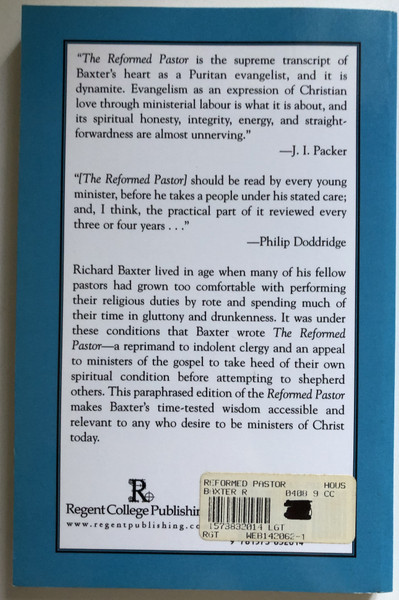 “The Reformed Pastor is the supreme transcript of
Baxter's heart as a Puritan evangelist, and it is
dynamite. Evangelism as an expression of Christian
love through ministerial labour is what it is about, and
its spiritual honesty, integrity, energy, and straight-
forwardness are almost unnerving.”
—J. I. Packer
“[The Reformed Pastor] should be read by every young
minister, before he takes a people under his stated care;
and, I think, the practical part of it reviewed every
three or four years . . .”
—Philip Doddridge
Richard Baxter lived in age when many of his fellow
pastors had grown too comfortable with performing
their religious duties by rote and spending much of
their time in gluttony and drunkenness. It was under
these conditions that Baxter wrote The Reformed
Pastor—a reprimand to indolent clergy and an appeal
to ministers of the gospel to take heed of their own
spiritual condition before attempting to shepherd
others. This paraphrased edition of the Reformed Pastor
makes Baxter's time-tested wisdom accessible and
relevant to any who desire to be ministers of Christ
today.
R
Regent College Publishing
www.regentpublishing.co
REFORMED PASTOR HOUS
BAXTER R 0480 9 CC
1573832014 LGT
RGT WEB142062-1